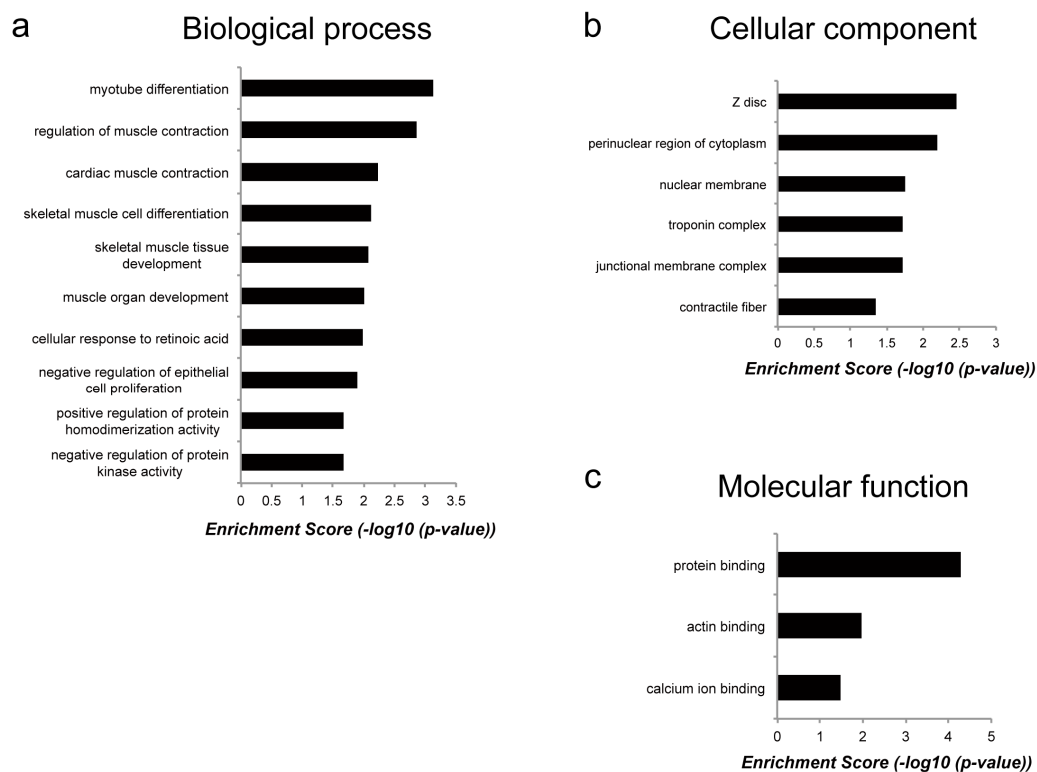 a
Biological process
myotube differentiation
regulation of muscle contraction
cardiac muscle contraction
skeletal muscle cell differentiation
skeletal muscle tissue
development
muscle organ development
cellular response to retinoic acid
negative regulation of epithelial
cell proliferation
positive regulation of protein
homodimerization activity
negative regulation of protein
kinase activity
0 0.5 1 1.5 2 2.5 3 3.5
Enrichment Score (-log10 (p-value))
b
Cellular component
Z disc
perinuclear region of cytoplasm
nuclear membrane
troponin complex
junctional membrane complex
contractile fiber
0 0.5 1 1.5 2 2.5 3
Enrichment Score (-log10 (p-value))
c
Molecular function
protein binding
actin binding
calcium ion binding
0 1 2 3 4 5
Enrichment Score (-log10 (p-value))